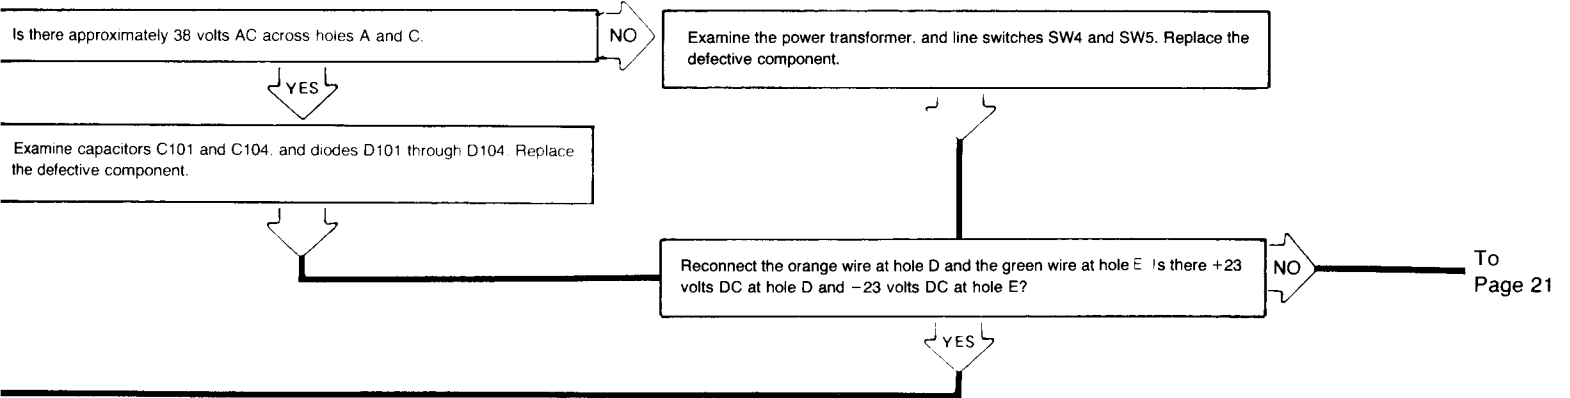 Is there approximately 38 volts AC across holes A and C.
NO
Examine the power transformer, and line switches SW4 and SW5. Replace the
defective component.
YES
Examine capacitors C101 and C104, and diodes D101 through D104. Replace
the defective component.
Reconnect the orange wire at hole D and the green wire at hole E. Is there +23
volts DC at hole D and −23 volts DC at hole E?
NO
To
Page 21
YES